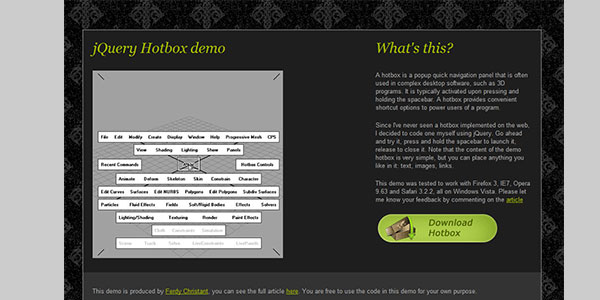 jQuery Hotbox demo
What's this?
File Edit Modify Create Display Window Help Progressive Mesh CPS
View Shading Lighting Show Panels
Recent Commands Hotbox Controls
Animate Deform Skeleton Skin Constrain Character
Edit Curves Surfaces Edit NURBS Polygons Edit Polygons Subdiv Surfaces
Particles Fluid Effects Fields Soft/Rigid Bodies Effects Solvers
Lighting/Shading Texturing Render Paint Effects
Cloth Constraint Simulation
A hotbox is a popup quick navigation panel that is often
used in complex desktop software, such as 3D
programs. It is typically activated upon pressing and
holding the spacebar. A hotbox provides convenient
shortcut options to power users of a program.
Since I've never seen a hotbox implemented on the web,
I decided to code one myself using jQuery. Go ahead
and try it, press and hold the spacebar to launch it,
release to close it. Note that the content of the demo
hotbox is very simple, but you can place anything you
like in it: text, images, links.
This demo was tested to work with Firefox 3, IE7, Opera
9.63 and Safari 3.2.2, all on Windows Vista. Please let
me know your feedback by commenting on the article
Download
Hotbox
This demo is produced by Ferdy Christant, you can see the full article here. You are free to use the code in this demo for your own purpose.